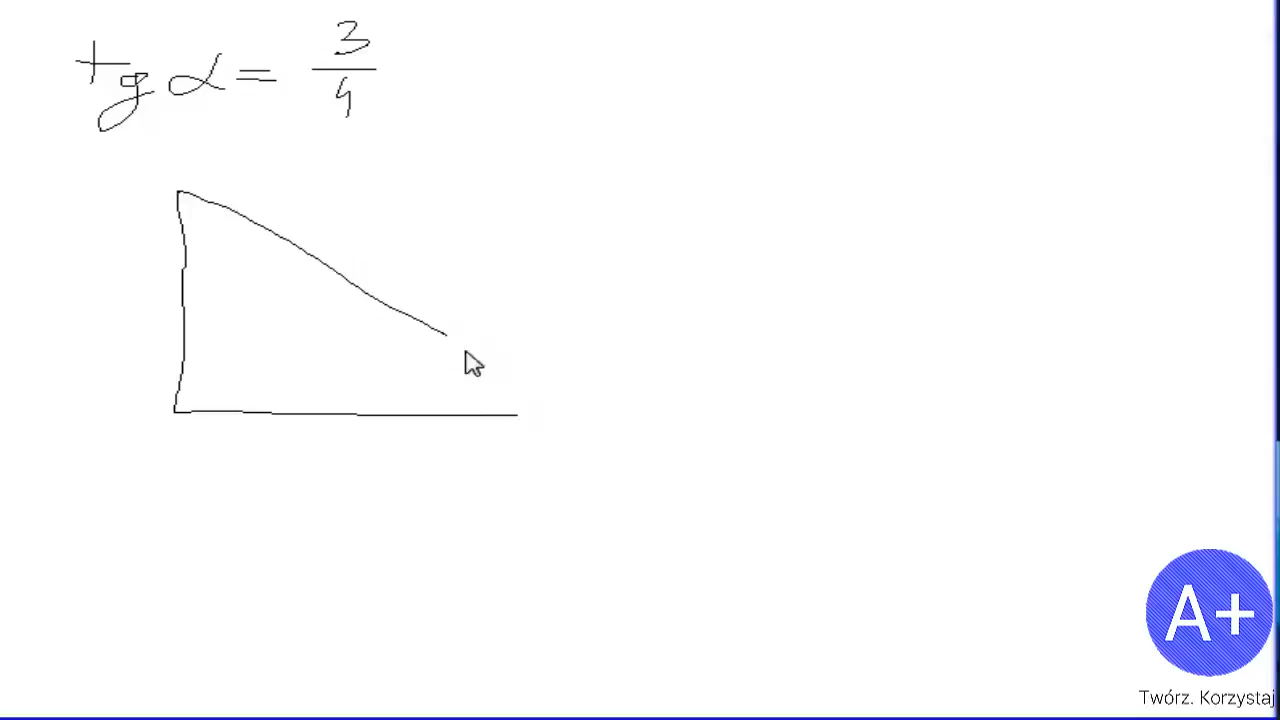 tg α = 3/4
A+
Twórz. Korzystaj